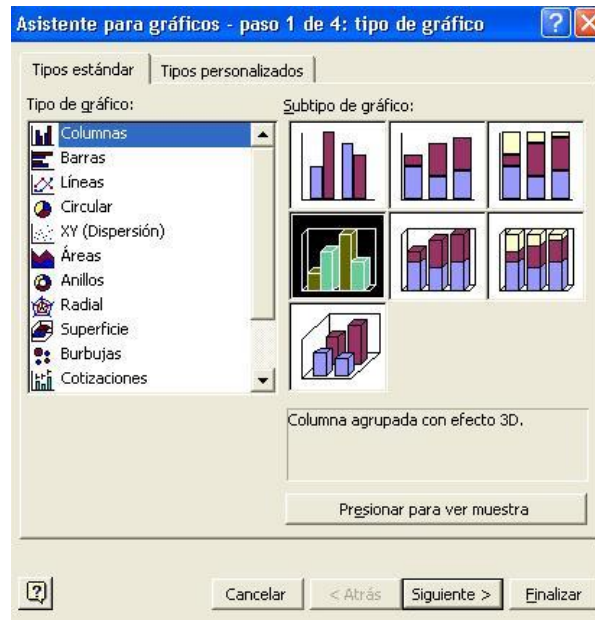 Asistente para gráficos - paso 1 de 4: tipo de gráfico
Tipos estándar
Tipos personalizados
Tipo de gráfico:
Columnas
Barras
Líneas
Circular
XY (Dispersión)
Áreas
Anillos
Radial
Superficie
Burbujas
Cotizaciones
Subtipo de gráfico:
Columna agrupada con efecto 3D.
Presionar para ver muestra
Cancelar
< Atrás
Siguiente >
Finalizar